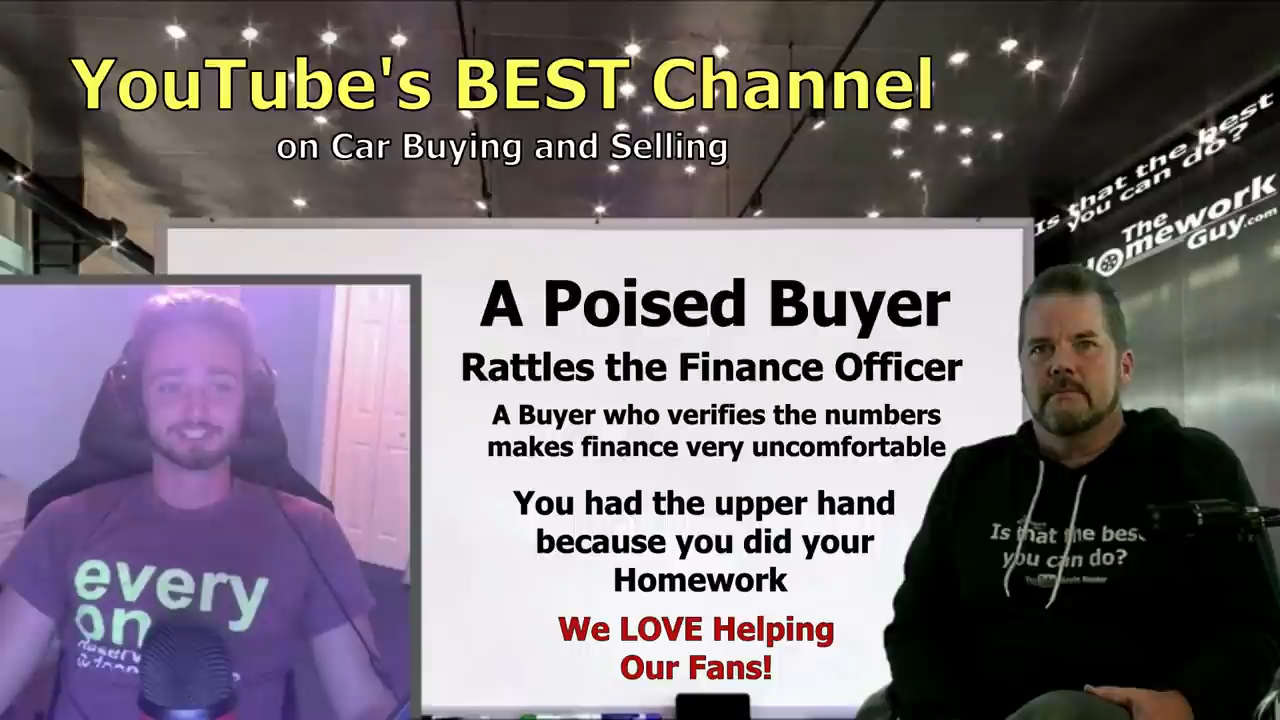 YouTube's BEST Channel
on Car Buying and Selling
Is that the best
you can do?
The
Homework
Guy.com
A Poised Buyer
Rattles the Finance Officer
A Buyer who verifies the numbers
makes finance very uncomfortable
You had the upper hand
because you did your
Homework
We LOVE Helping
Our Fans!
every
on
Is that the best
you can do?